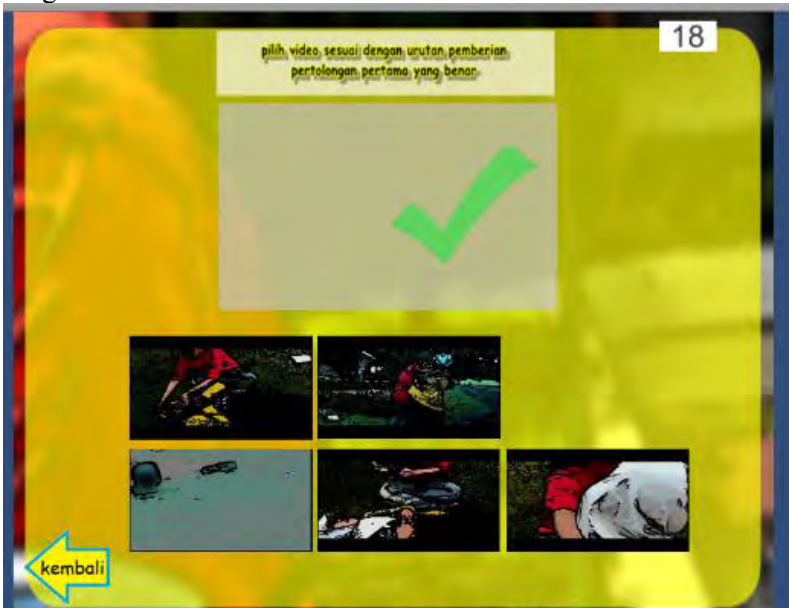 18
pilih video sesuai dengan urutan pemberian
pertolongan pertama yang benar.
kembali